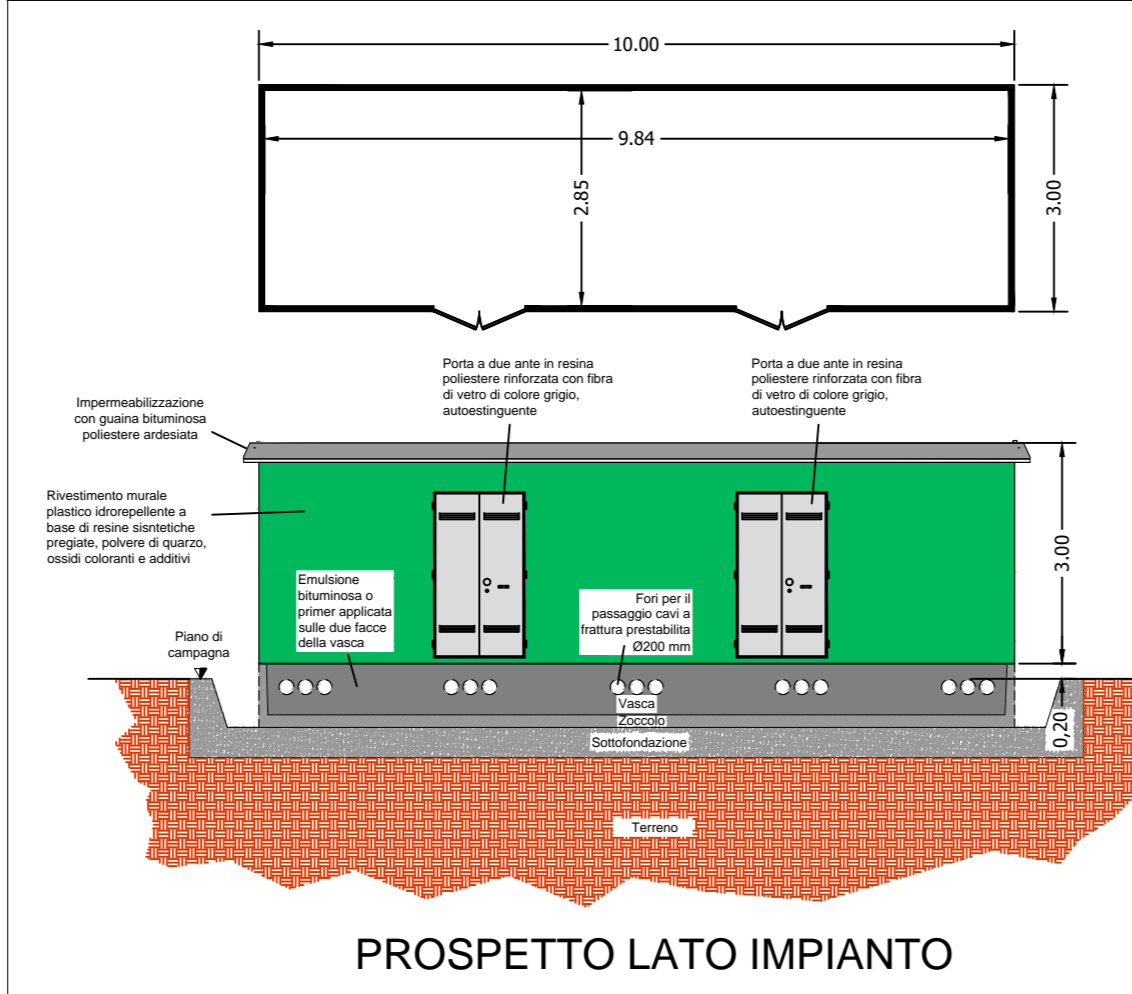 10.00
9.84
2.85
3.00
Porta a due ante in resina
poliestere rinforzata con fibra
di vetro di colore grigio,
autoestinguente
Porta a due ante in resina
poliestere rinforzata con fibra
di vetro di colore grigio,
autoestinguente
Impermeabilizzazione
con guaina bituminosa
poliestere ardesiata
Rivestimento murale
plastico idrorepellente a
base di resine sisntetiche
pregiate, polvere di quarzo,
ossidi coloranti e additivi
3.00
Emulsione
bituminosa o
primer applicata
sulle due facce
della vasca
Fori per il
passaggio cavi a
frattura prestabilita
Ø200 mm
Piano di
campagna
Vasca
Zoccolo
Sottofondazione
0,20
Terreno
PROSPETTO LATO IMPIANTO